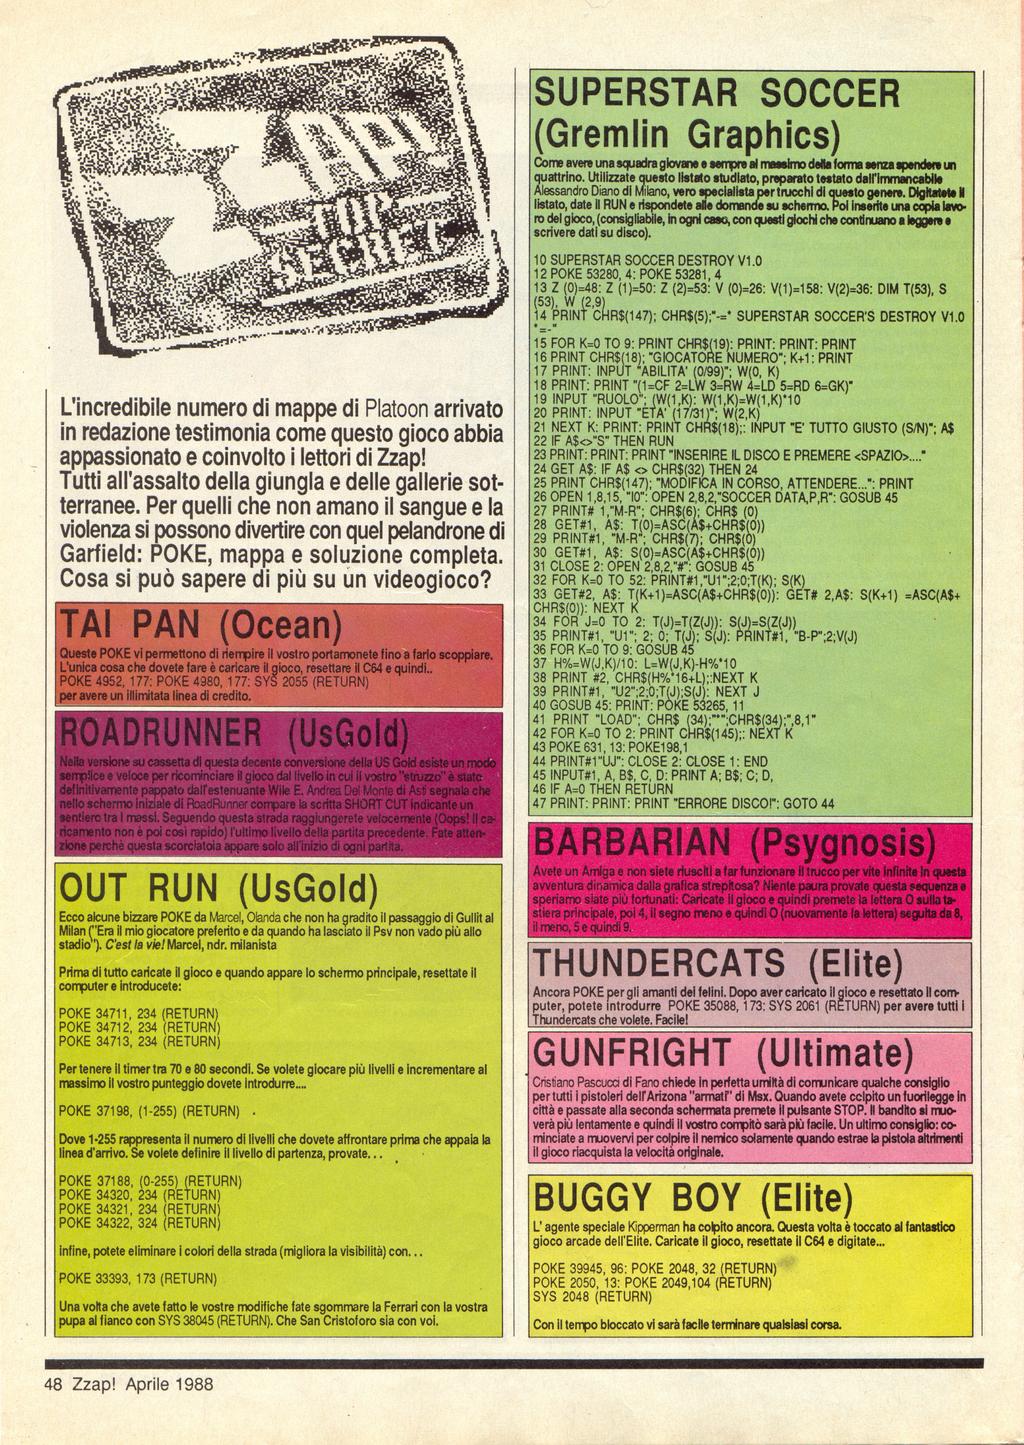 ZZAP!
TOP
SECRET
L'incredibile numero di mappe di Platoon arrivato
in redazione testimonia come questo gioco abbia
appassionato e coinvolto i lettori di Zzap!
Tutti all'assalto della giungla e delle gallerie sot-
terranee. Per quelli che non amano il sangue e la
violenza si possono divertire con quel pelandrone di
Garfield: POKE, mappa e soluzione completa.
Cosa si può sapere di più su un videogioco?
TAI PAN (Ocean)
Queste POKE vi permettono di riempire il vostro portamonete fino a farlo scoppiare.
L'unica cosa che dovete fare è caricare il gioco, resettare il C64 e quindi..
POKE 4952, 177: POKE 4980, 177: SYS 2055 (RETURN)
per avere un illimitata linea di credito.
ROADRUNNER (UsGold)
Nella versione su cassetta di questa decente conversione della US Gold esiste un modo
semplice e veloce per ricominciare il gioco dal livello in cui il vostro "struzzo" è stato
definitivamente pappato dall'estenuante Wile E. Andrea Del Monte di Asti segnala che
nello schermo iniziale di RoadRunner compare la scritta SHORT CUT indicante un
sentiero tra i massi. Seguendo questa strada raggiungerete velocemente (Oops! Il ca-
ricamento non è poi così rapido) l'ultimo livello della partita precedente. Fate atten-
zione perchè questa scorciatoia appare solo all'inizio di ogni partita.
OUT RUN (UsGold)
Ecco alcune bizzare POKE da Marcel, Olanda che non ha gradito il passaggio di Gullit al
Milan ("Era il mio giocatore preferito e da quando ha lasciato il Psv non vado più allo
stadio"). C'est la vie! Marcel, ndr. milanista
Prima di tutto caricate il gioco e quando appare lo schermo principale, resettate il
computer e introducete:
POKE 34711, 234 (RETURN)
POKE 34712, 234 (RETURN)
POKE 34713, 234 (RETURN)
Per tenere il timer tra 70 e 80 secondi. Se volete giocare più livelli e incrementare al
massimo il vostro punteggio dovete introdurre....
POKE 37198, (1-255) (RETURN)
Dove 1-255 rappresenta il numero di livelli che dovete affrontare prima che appaia la
linea d'arrivo. Se volete definire il livello di partenza, provate...
POKE 37188, (0-255) (RETURN)
POKE 34320, 234 (RETURN)
POKE 34321, 234 (RETURN)
POKE 34322, 324 (RETURN)
Infine, potete eliminare i colori della strada (migliora la visibilità) con...
POKE 33393, 173 (RETURN)
Una volta che avete fatto le vostre modifiche fate sgommare la Ferrari con la vostra
pupa al fianco con SYS 38045 (RETURN). Che San Cristoforo sia con voi.
SUPERSTAR SOCCER
(Gremlin Graphics)
Come avere una squadra giovane e sempre al massimo della forma senza spendere un
quattrino. Utilizzate questo listato studiato, preparato testato dall'immancabile
Alessandro Diano di Milano, vero specialista per trucchi di questo genere. Digitatete il
listato, date il RUN e rispondete alle domande su schermo. Poi inserite una copia lavo-
ro del gioco, (consigliabile, in ogni caso, con questi giochi che continuano a leggere e
scrivere dati su disco).
10 SUPERSTAR SOCCER DESTROY V1.0
12 POKE 53280, 4: POKE 53281, 4
13 Z (0)=48: Z (1)=50: Z (2)=53: V (0)=26: V(1)=158: V(2)=36: DIM T(53), S
(53), W (2,9)
14 PRINT CHR$(147); CHR$(5);"-=* SUPERSTAR SOCCER'S DESTROY V1.0
*=-"
15 FOR K=0 TO 9: PRINT CHR$(19): PRINT: PRINT: PRINT
16 PRINT CHR$(18); "GIOCATORE NUMERO"; K+1: PRINT
17 PRINT: INPUT "ABILITA' (0/99)"; W(0, K)
18 PRINT: PRINT "(1=CF 2=LW 3=RW 4=LD 5=RD 6=GK)"
19 INPUT "RUOLO"; (W(1,K): W(1,K)=W(1,K)*10
20 PRINT: INPUT "ETA' (17/31)"; W(2,K)
21 NEXT K: PRINT: PRINT CHR$(18);: INPUT "E' TUTTO GIUSTO (S/N)"; A$
22 IF A$<>"S" THEN RUN
23 PRINT: PRINT: PRINT "INSERIRE IL DISCO E PREMERE <SPAZIO>...."
24 GET A$: IF A$ <> CHR$(32) THEN 24
25 PRINT CHR$(147); "MODIFICA IN CORSO, ATTENDERE...": PRINT
26 OPEN 1,8,15, "I0": OPEN 2,8,2,"SOCCER DATA,P,R": GOSUB 45
27 PRINT# 1,"M-R"; CHR$(6); CHR$ (0)
28 GET#1, A$: T(0)=ASC(A$+CHR$(0))
29 PRINT#1, "M-R"; CHR$(7); CHR$(0)
30 GET#1, A$: S(0)=ASC(A$+CHR$(0))
31 CLOSE 2: OPEN 2,8,2,"#": GOSUB 45
32 FOR K=0 TO 52: PRINT#1,"U1";2;0;T(K); S(K)
33 GET#2, A$: T(K+1)=ASC(A$+CHR$(0)): GET# 2,A$: S(K+1) =ASC(A$+
CHR$(0)): NEXT K
34 FOR J=0 TO 2: T(J)=T(Z(J)): S(J)=S(Z(J))
35 PRINT#1, "U1"; 2; 0; T(J); S(J): PRINT#1, "B-P";2;V(J)
36 FOR K=0 TO 9: GOSUB 45
37 H%=W(J,K)/10: L=W(J,K)-H%*10
38 PRINT #2, CHR$(H%*16+L);:NEXT K
39 PRINT#1, "U2";2;0;T(J);S(J): NEXT J
40 GOSUB 45: PRINT: POKE 53265, 11
41 PRINT "LOAD"; CHR$ (34);"*";CHR$(34);",8,1"
42 FOR K=0 TO 2: PRINT CHR$(145);: NEXT K
43 POKE 631, 13: POKE198,1
44 PRINT#1"UJ": CLOSE 2: CLOSE 1: END
45 INPUT#1, A, B$, C, D: PRINT A; B$; C; D,
46 IF A=0 THEN RETURN
47 PRINT: PRINT: PRINT "ERRORE DISCO!": GOTO 44
BARBARIAN (Psygnosis)
Avete un Amiga e non siete riusciti a far funzionare il trucco per vite infinite in questa
avventura dinamica dalla grafica strepitosa? Niente paura provate questa sequenza e
speriamo siate più fortunati: Caricate il gioco e quindi premete la lettera O sulla ta-
stiera principale, poi 4, il segno meno e quindi O (nuovamente la lettera) seguita da 8,
il meno, 5 e quindi 9.
THUNDERCATS (Elite)
Ancora POKE per gli amanti dei felini. Dopo aver caricato il gioco e resettato il com-
puter, potete introdurre POKE 35088, 173: SYS 2061 (RETURN) per avere tutti i
Thundercats che volete. Facile!
GUNFRIGHT (Ultimate)
Cristiano Pascucci di Fano chiede in perfetta umiltà di comunicare qualche consiglio
per tutti i pistoleri dell'Arizona "armati" di Msx. Quando avete colpito un fuorilegge in
città e passate alla seconda schermata premete il pulsante STOP. Il bandito si muo-
verà più lentamente e quindi il vostro compitò sarà più facile. Un ultimo consiglio: co-
minciate a muovervi per colpire il nemico solamente quando estrae la pistola altrimenti
il gioco riacquista la velocità originale.
BUGGY BOY (Elite)
L' agente speciale Kipperman ha colpito ancora. Questa volta è toccato al fantastico
gioco arcade dell'Elite. Caricate il gioco, resettate il C64 e digitate...
POKE 39945, 96: POKE 2048, 32 (RETURN)
POKE 2050, 13: POKE 2049,104 (RETURN)
SYS 2048 (RETURN)
Con il tempo bloccato vi sarà facile terminare qualsiasi corsa.
48 Zzap! Aprile 1988